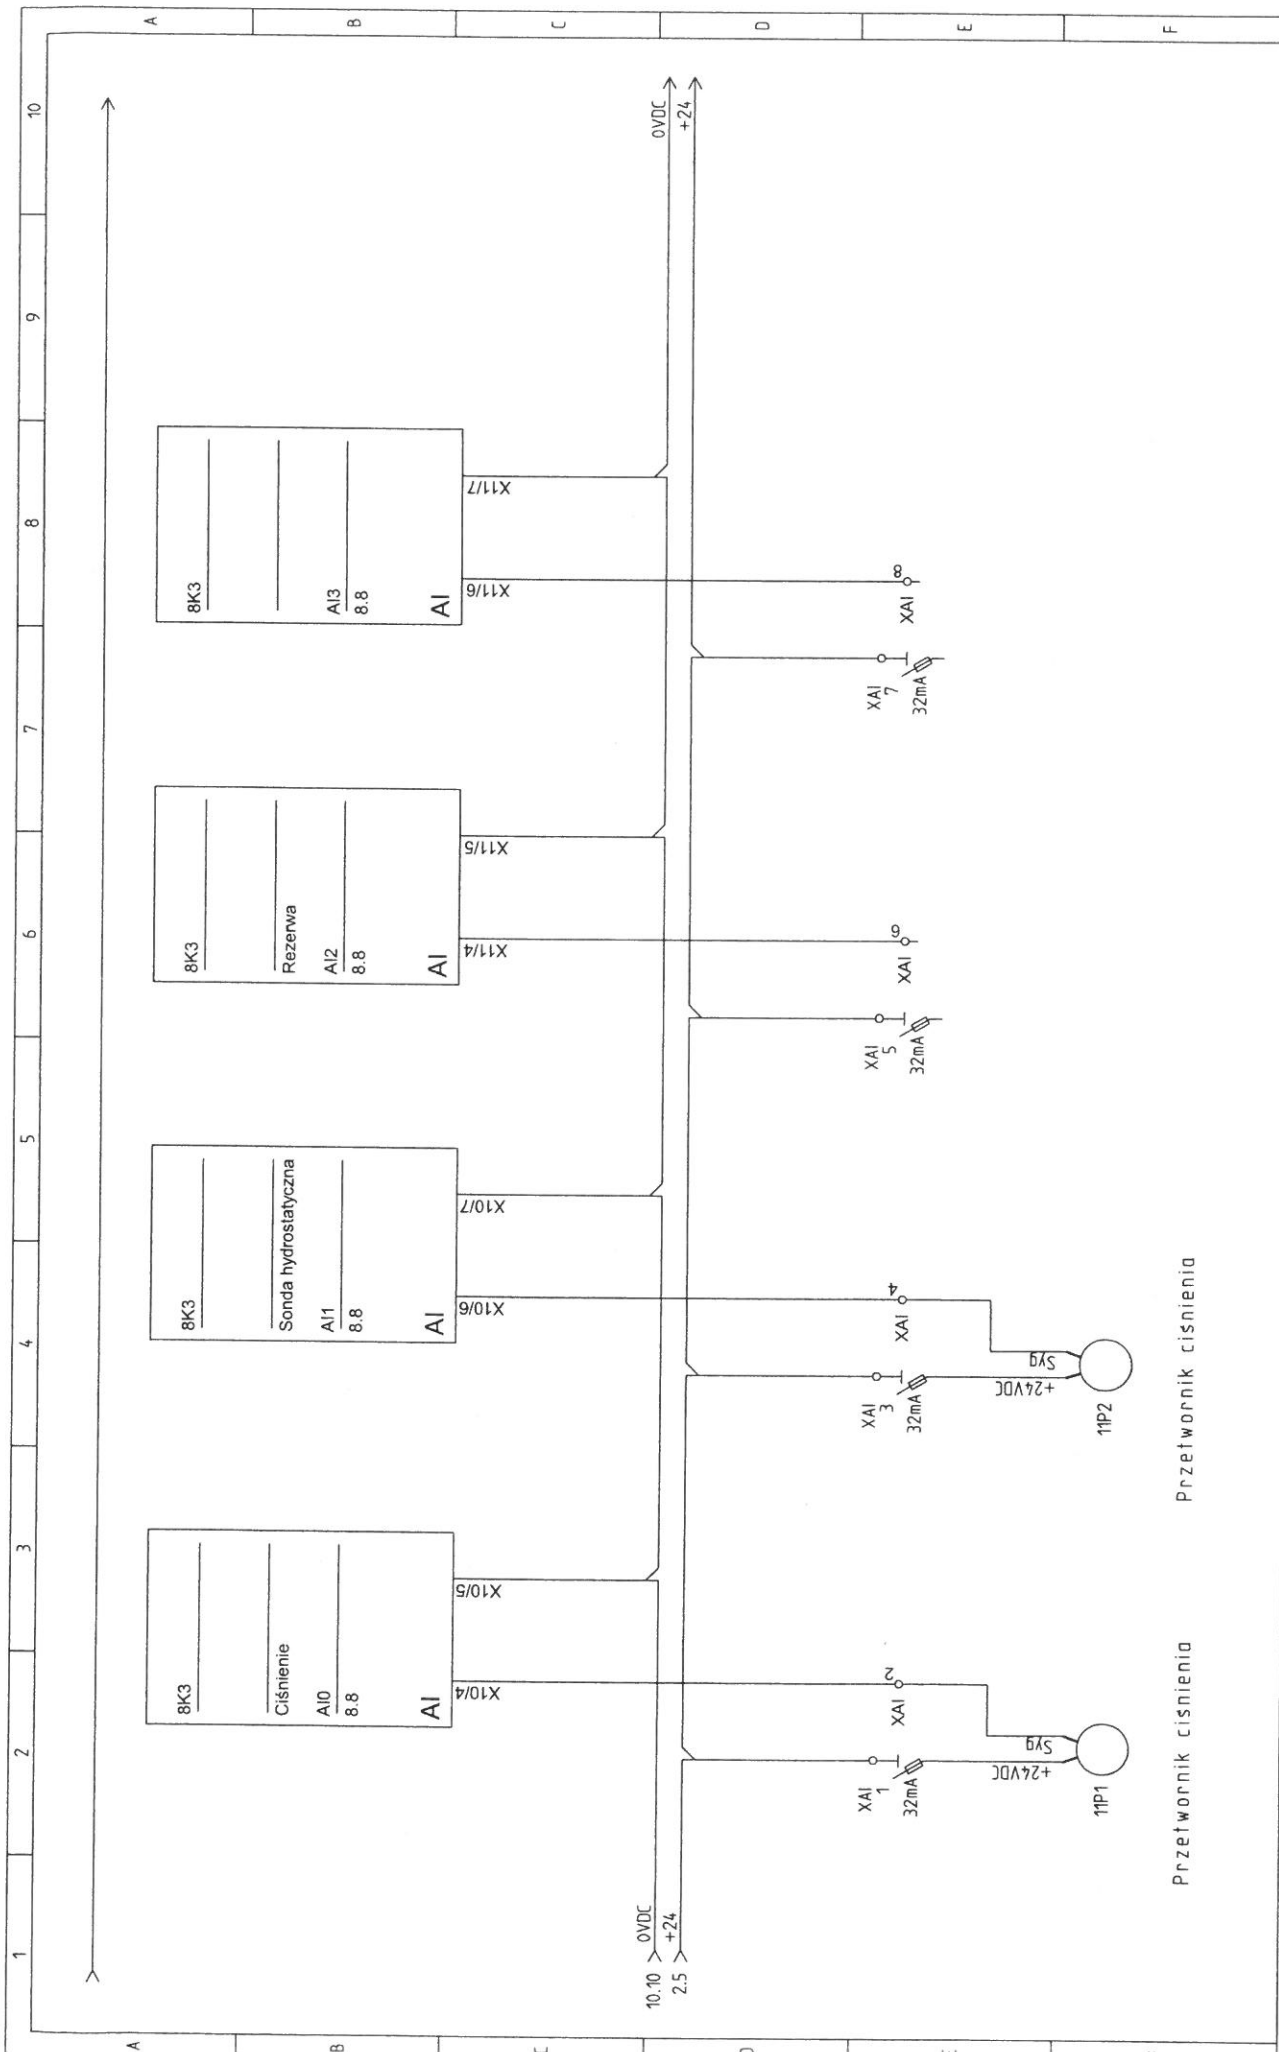 1 2 3 4 5 6 7 8 9 10
A
B
C
D
E
F
A
B
8K3
Ciśnienie
AI0
8.8
AI
X10/4
X10/5
8K3
Sonda hydrostatyczna
AI1
8.8
AI
X10/6
X10/7
8K3
Rezerwa
AI2
8.8
AI
X11/4
X11/5
8K3
AI3
8.8
AI
X11/6
X11/7
10.10
0VDC
0VDC
2.5
+24
+24
XAI
1
32mA
XAI
2
XAI
3
32mA
XAI
4
XAI
5
32mA
XAI
6
XAI
7
32mA
XAI
8
+24VDC
Syg
11P1
+24VDC
Syg
11P2
Przetwornik ciśnienia
Przetwornik ciśnienia